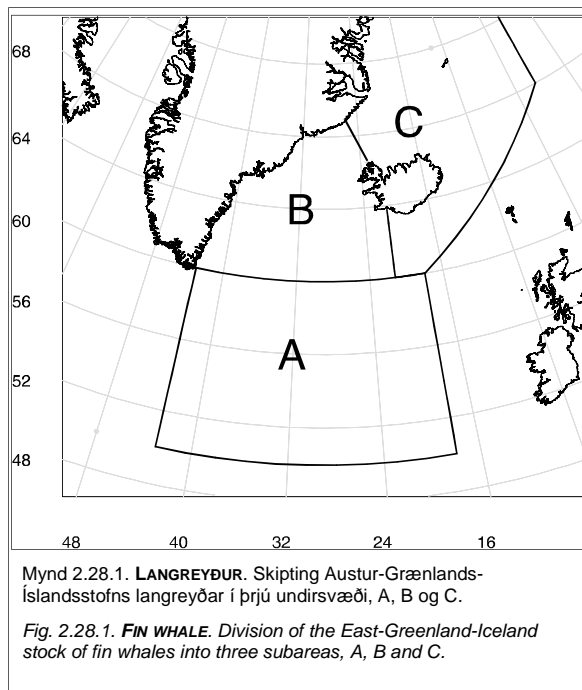 68
C
64
B
60
56
A
52
48
48 40 32 24 16
Mynd 2.28.1. LANGREYÐUR. Skipting Austur-Grænlands-
Íslandsstofns langreyðar í þrjú undirsvæði, A, B og C.
Fig. 2.28.1. FIN WHALE. Division of the East-Greenland-Iceland
stock of fin whales into three subareas, A, B and C.